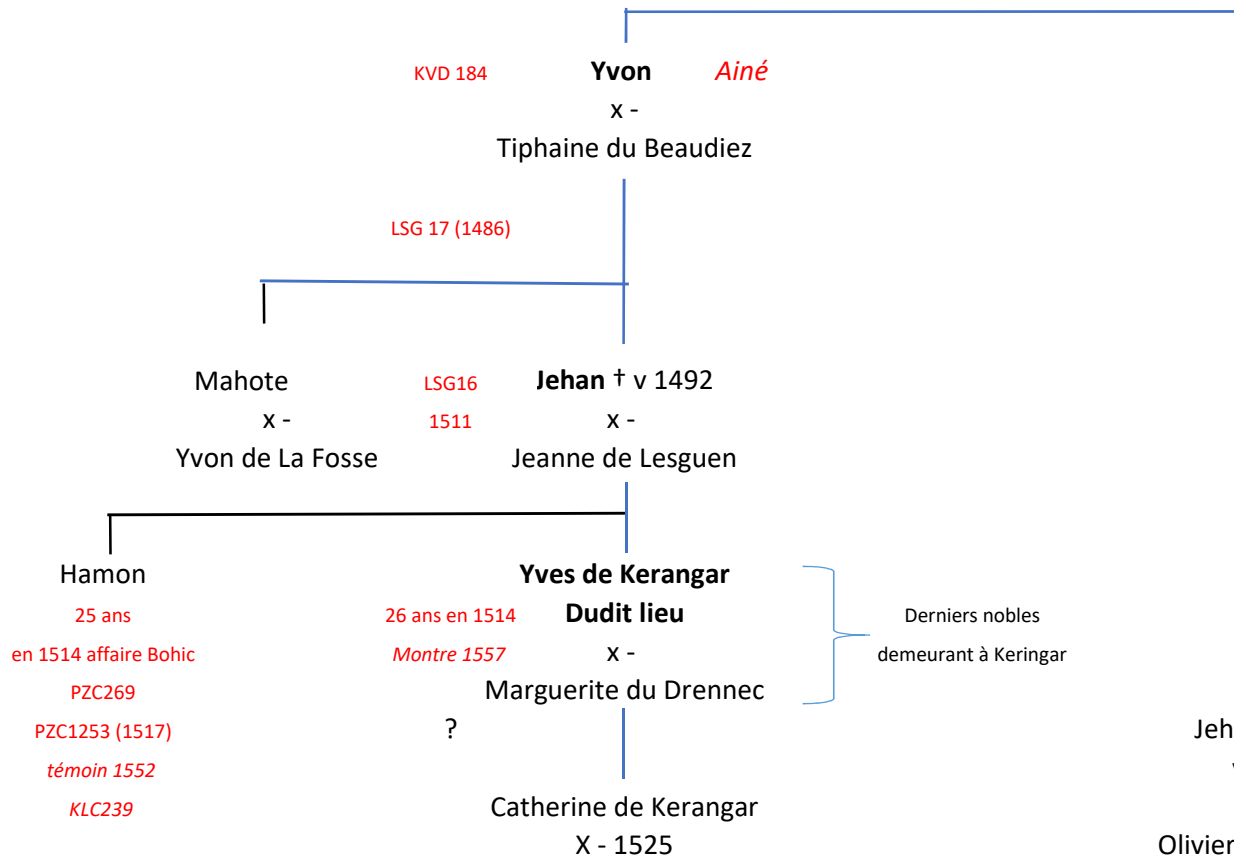 KVD 184 Yvon Ainé
x -
Tiphaine du Beaudiez
LSG 17 (1486)
Mahote LSG16 Jehan † v 1492
x - 1511 x -
Yvon de La Fosse Jeanne de Lesguen
Hamon Yves de Kerangar
25 ans 26 ans en 1514 Dudit lieu Derniers nobles
en 1514 affaire Bohic Montre 1557 x - demeurant à Keringar
PZC269 Marguerite du Drennec
PZC1253 (1517) ? Jeh
témoin 1552
KLC239 Catherine de Kerangar
X - 1525 Olivier